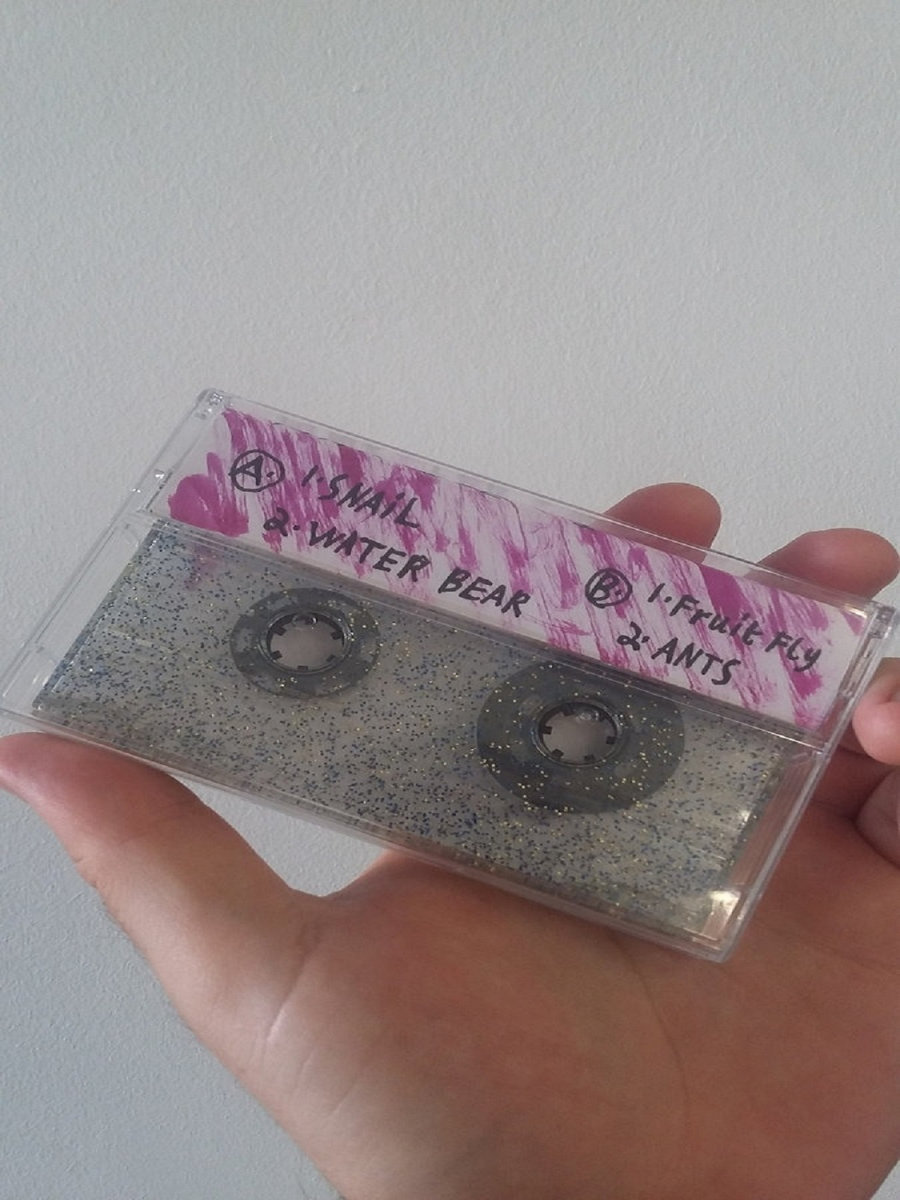 A. 1. SNAIL
2. WATER BEAR
B. 1. Fruit Fly
2. ANTS